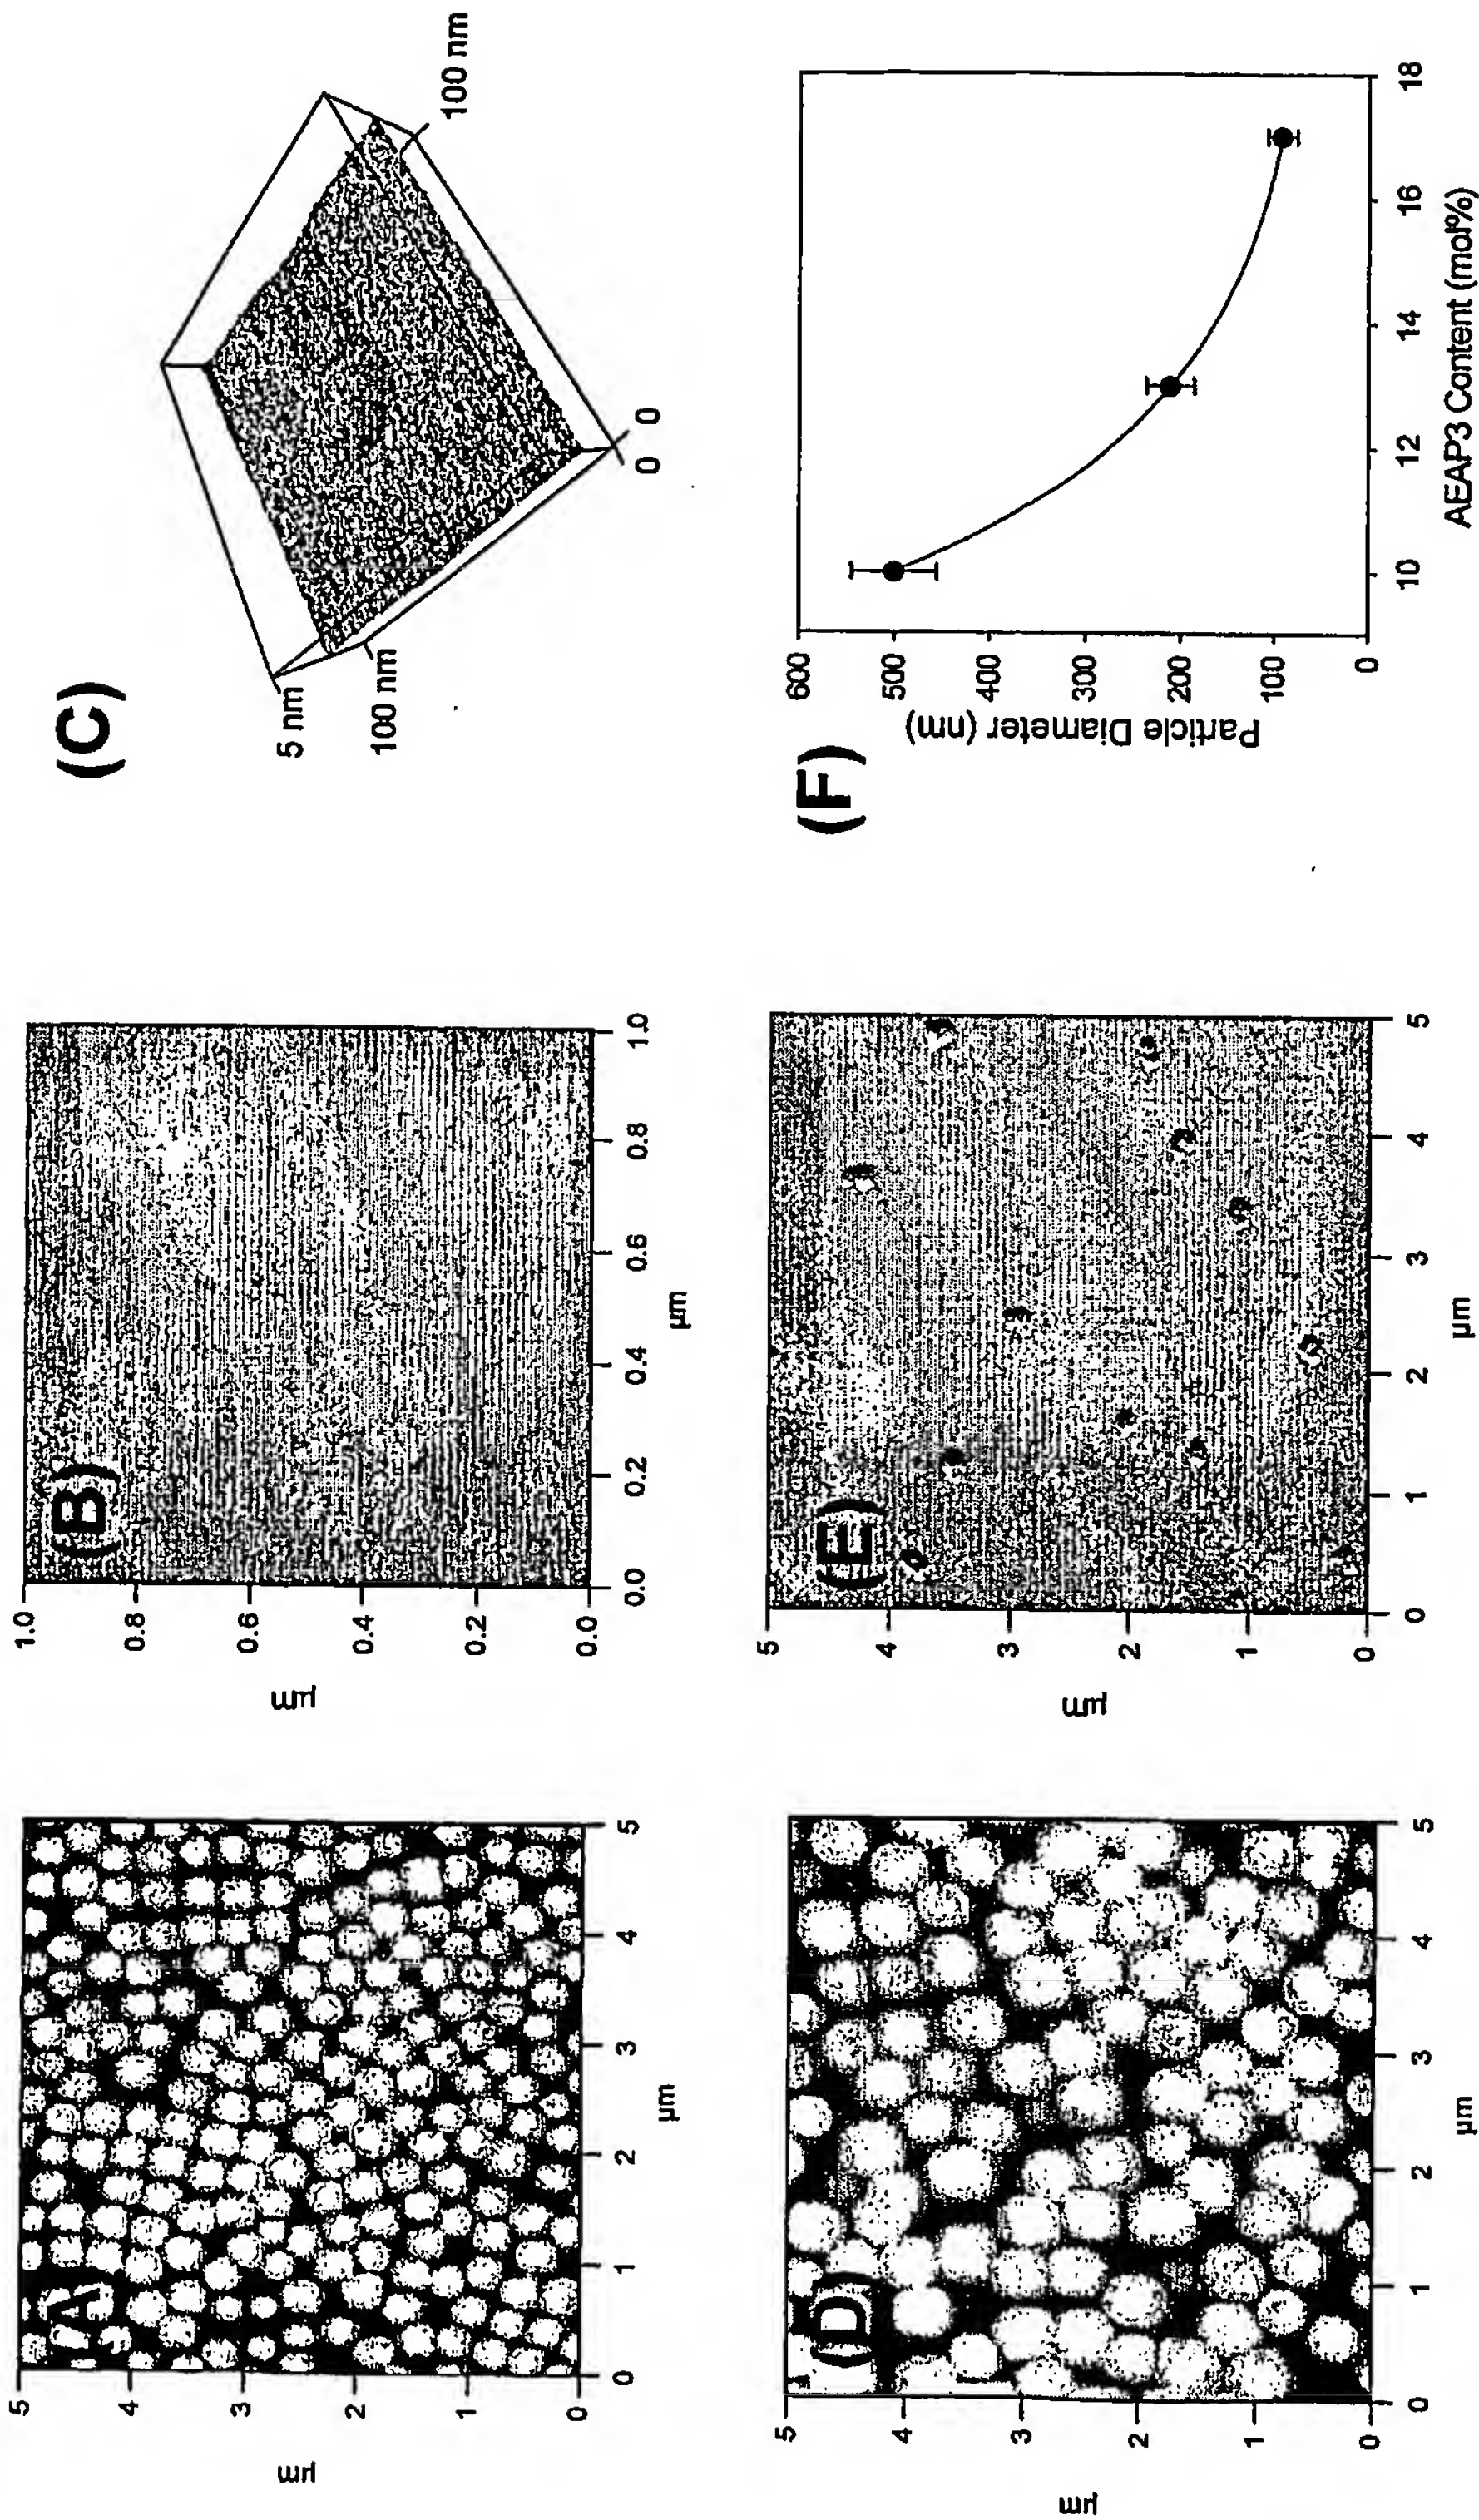 (A)
5
4
3
2
1
0
µm
0 1 2 3 4 5
µm
(B)
1.0
0.8
0.6
0.4
0.2
0.0
µm
0.0 0.2 0.4 0.6 0.8 1.0
µm
(C)
5 nm
100 nm
0 0
100 nm
(D)
5
4
3
2
1
0
µm
0 1 2 3 4 5
µm
(E)
5
4
3
2
1
0
µm
0 1 2 3 4 5
µm
(F)
600
500
400
300
200
100
0
Particle Diameter (nm)
10 12 14 16 18
AEAP3 Content (mol%)